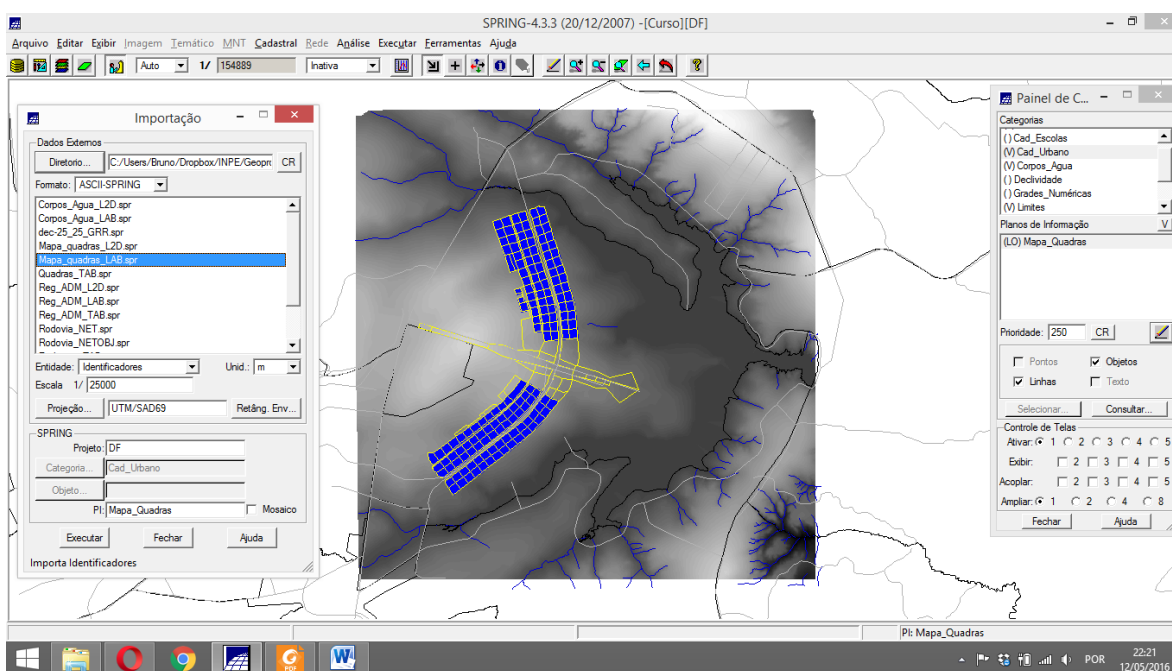 SPRING-4.3.3 (20/12/2007) -[Curso][DF]
Arquivo Editar Exibir Imagem Temático MNT Cadastral Rede Análise Executar Ferramentas Ajuda
Auto 1/ 154889 Inativa
Importação
Dados Externos
Diretorio... C:/Users/Bruno/Dropbox/INPE/Geopro CR
Formato: ASCII-SPRING
Corpos_Agua_L2D.spr
Corpos_Agua_LAB.spr
dec-25_25_GRR.spr
Mapa_quadras_L2D.spr
Mapa_quadras_LAB.spr
Quadras_TAB.spr
Reg_ADM_L2D.spr
Reg_ADM_LAB.spr
Reg_ADM_TAB.spr
Rodovia_NET.spr
Rodovia_NETOBJ.spr
Entidade: Identificadores Unid.: m
Escala 1/ 25000
Projeção... UTM/SAD69 Retâng. Env...
SPRING
Projeto: DF
Categoria... Cad_Urbano
Objeto...
PI: Mapa_Quadras Mosaico
Executar Fechar Ajuda
Importa Identificadores
Painel de C...
Categorias
( ) Cad_Escolas
(V) Cad_Urbano
(V) Corpos_Agua
( ) Declividade
( ) Grades_Numéricas
(V) Limites
Planos de Informação V
(LO) Mapa_Quadras
Prioridade: 250 CR
Pontos Objetos
Linhas Texto
Selecionar... Consultar...
Controle de Telas
Ativar: 1 2 3 4 5
Exibir: 2 3 4 5
Acoplar: 2 3 4 5
Ampliar: 1 2 4 8
Fechar Ajuda
PI: Mapa_Quadras
POR
22:21
12/05/2016